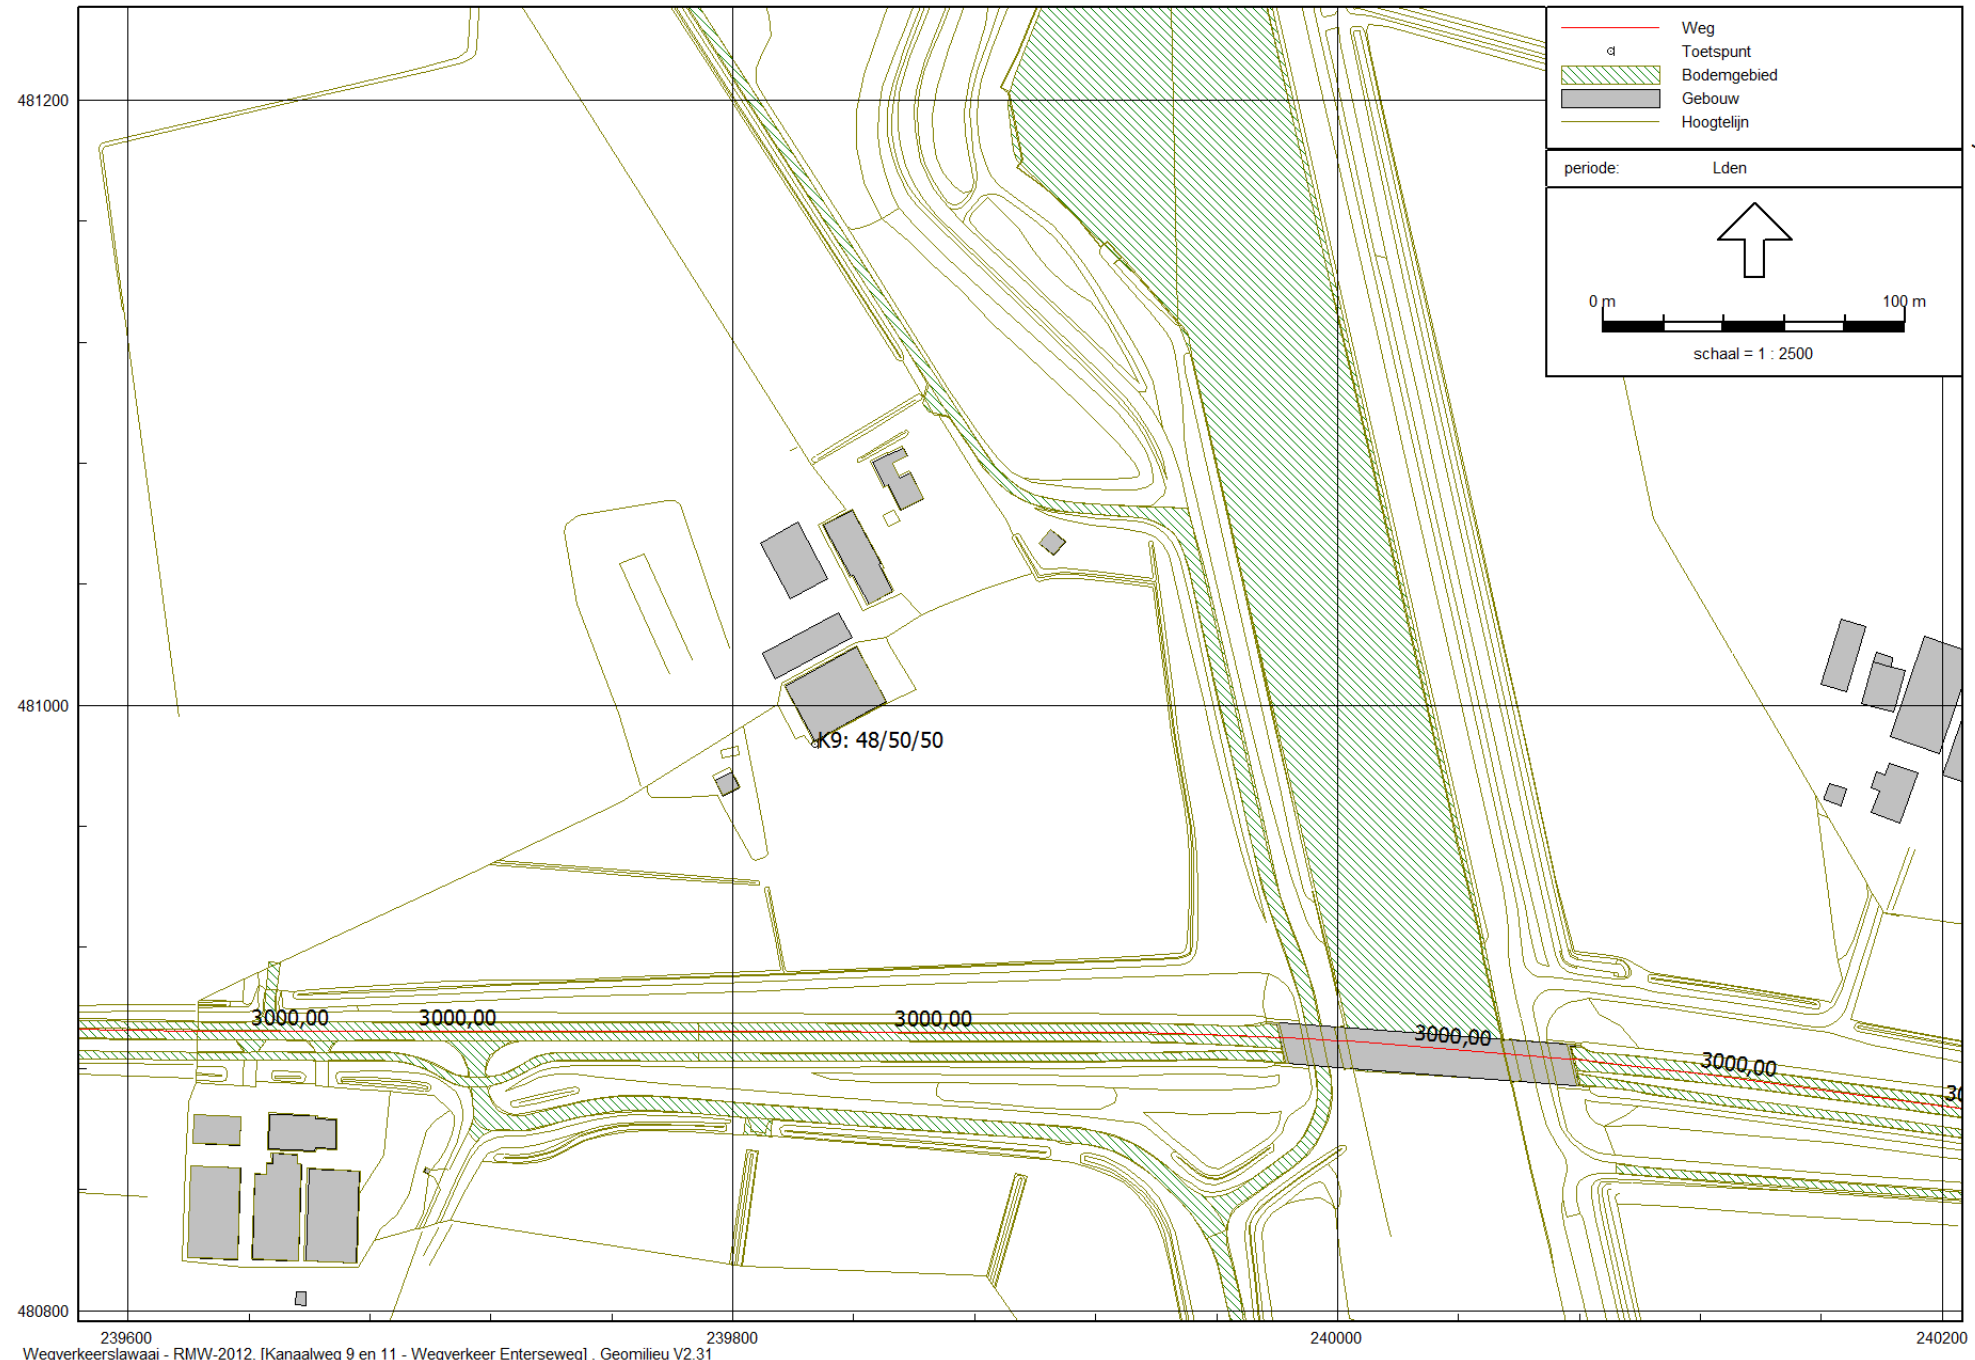 Weg
Toetspunt
Bodemgebied
Gebouw
Hoogtelijn
periode: Lden
0 m 100 m
schaal = 1 : 2500
481200
481000
K9: 48/50/50
3000,00 3000,00 3000,00 3000,00 3000,00
480800
239600 239800 240000 240200
Wegverkeerslawaai - RMW-2012, [Kanaalweg 9 en 11 - Wegverkeer Enterseweg] , Geomilieu V2.31